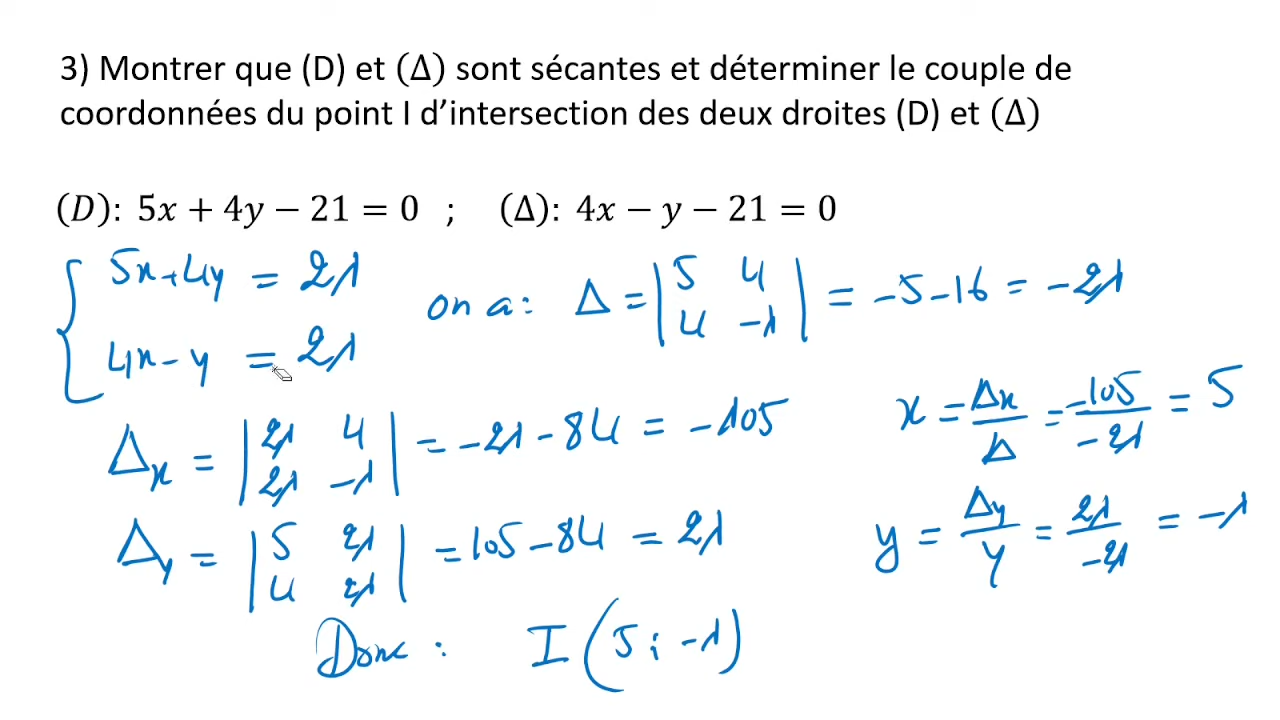 3) Montrer que (D) et (Δ) sont sécantes et déterminer le couple de
coordonnées du point I d’intersection des deux droites (D) et (Δ)
(D): 5x + 4y − 21 = 0 ; (Δ): 4x − y − 21 = 0
5x+4y = 21
4x - y = 21
on a : Δ = |5 4
4 -1| = -5-16 = -21
Δx = |21 4
21 -1| = -21-84 = -105
x = Δx/Δ = -105/-21 = 5
Δy = |5 21
4 21| = 105-84 = 21
y = Δy/y = 21/-21 = -1
Donc : I (5 ; -1)